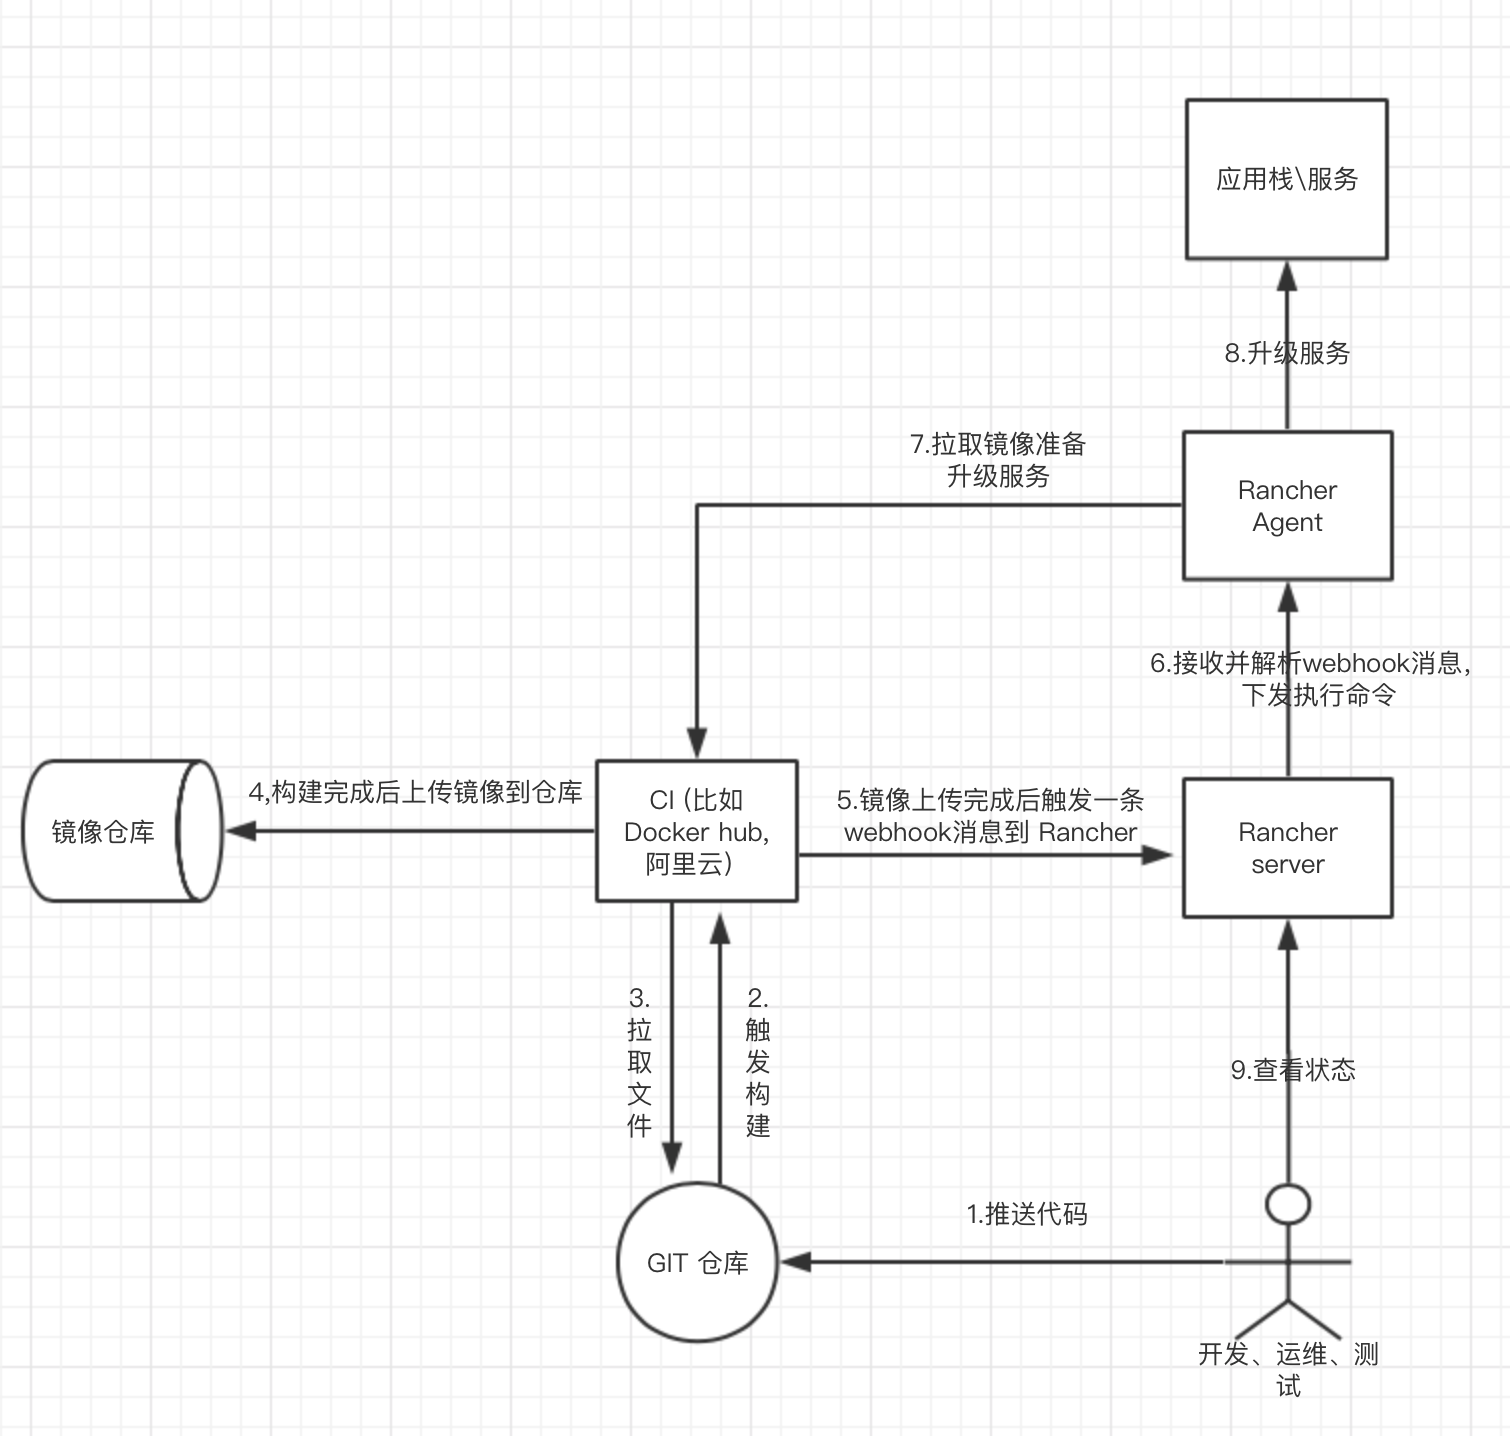 应用栈\服务
8.升级服务
7.拉取镜像准备
升级服务
Rancher
Agent
6.接收并解析webhook消息，
下发执行命令
镜像仓库
4,构建完成后上传镜像到仓库
CI（比如
Docker hub,
阿里云）
5.镜像上传完成后触发一条
webhook消息到 Rancher
Rancher
server
3.
拉
取
文
件
2.
触
发
构
建
9.查看状态
1.推送代码
GIT 仓库
开发、运维、测
试